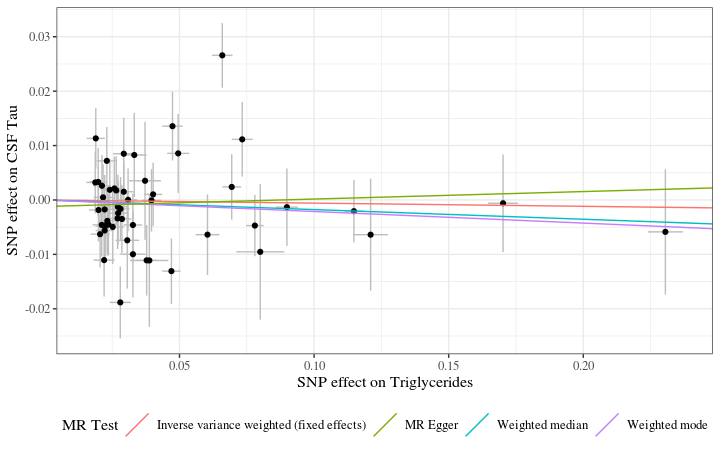 SNP effect on CSF Tau
0.03
0.02
0.01
0.00
-0.01
-0.02
0.05 0.10 0.15 0.20
SNP effect on Triglycerides
MR Test Inverse variance weighted (fixed effects) MR Egger Weighted median Weighted mode